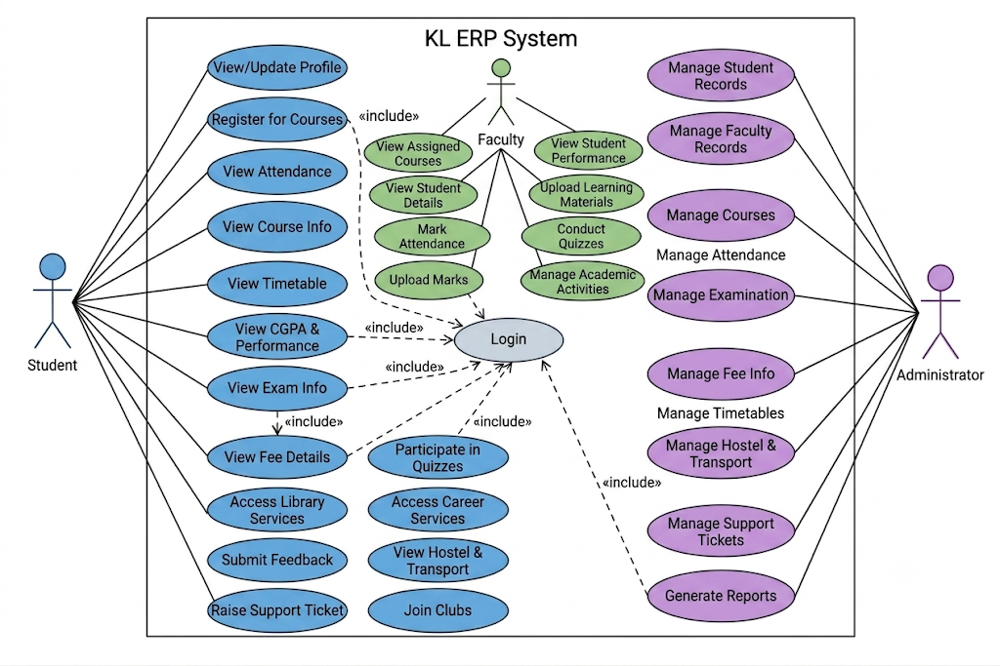 KL ERP System
View/Update Profile
Register for Courses
View Attendance
View Course Info
View Timetable
View CGPA &
Performance
View Exam Info
«include»
View Fee Details
Access Library
Services
Submit Feedback
Raise Support Ticket
Student
«include»
«include»
«include»
«include»
Participate in
Quizzes
Access Career
Services
View Hostel &
Transport
Join Clubs
Faculty
View Assigned
Courses
View Student
Details
Mark
Attendance
Upload Marks
View Student
Performance
Upload Learning
Materials
Conduct
Quizzes
Manage Academic
Activities
Login
«include»
Manage Student
Records
Manage Faculty
Records
Manage Courses
Manage Attendance
Manage Examination
Manage Fee Info
Manage Timetables
Manage Hostel &
Transport
Manage Support
Tickets
Generate Reports
Administrator